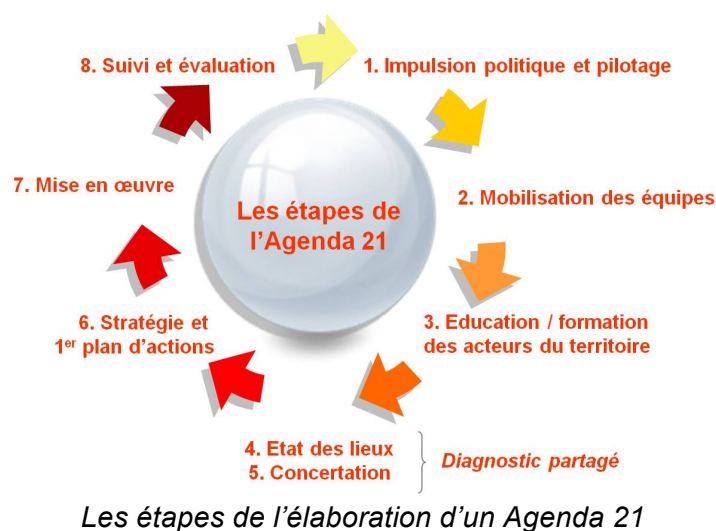 Les étapes de
l’Agenda 21
1. Impulsion politique et pilotage
2. Mobilisation des équipes
3. Education / formation
des acteurs du territoire
4. Etat des lieux
5. Concertation
Diagnostic partagé
6. Stratégie et
1er plan d’actions
7. Mise en œuvre
8. Suivi et évaluation
Les étapes de l’élaboration d’un Agenda 21